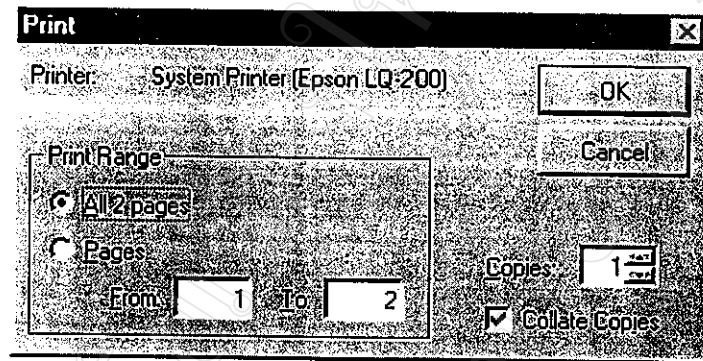 Print
Printer: System Printer (Epson LQ-200)
OK
Cancel
Print Range
All 2 pages
Pages
From: 1 To: 2
Copies: 1
Collate Copies